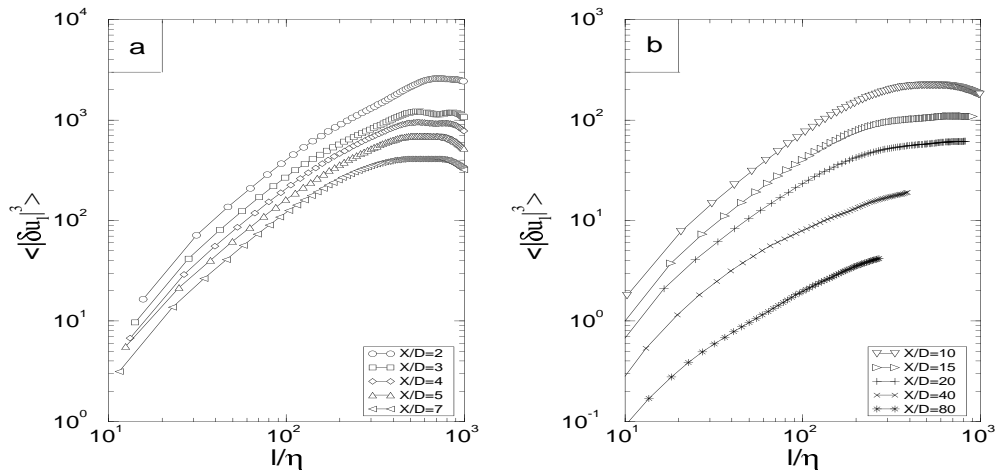 a
10^4
10^3
10^2
10^1
10^0
<|δu_l|^3>
X/D=2
X/D=3
X/D=4
X/D=5
X/D=7
10^1
10^2
10^3
l/η
b
10^3
10^2
10^1
10^0
10^-1
<|δu_l|^3>
X/D=10
X/D=15
X/D=20
X/D=40
X/D=80
10^1
10^2
10^3
l/η